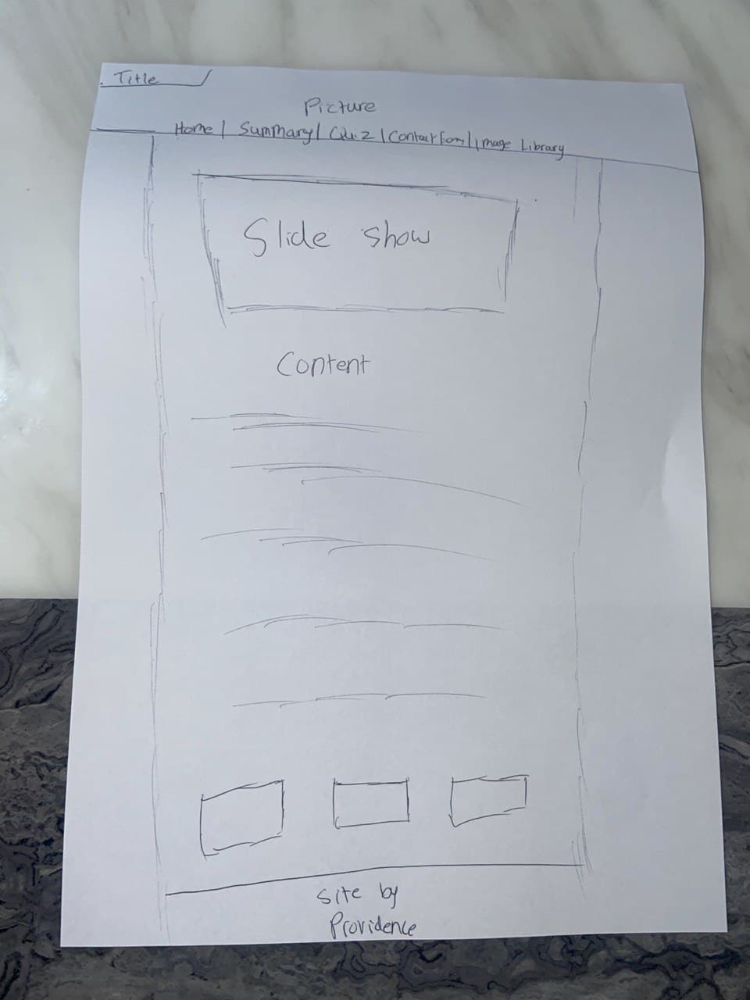 Title
Picture
Home | Summary | Quiz | Contact Form | Image Library
Slide show
Content
Site by
Providence